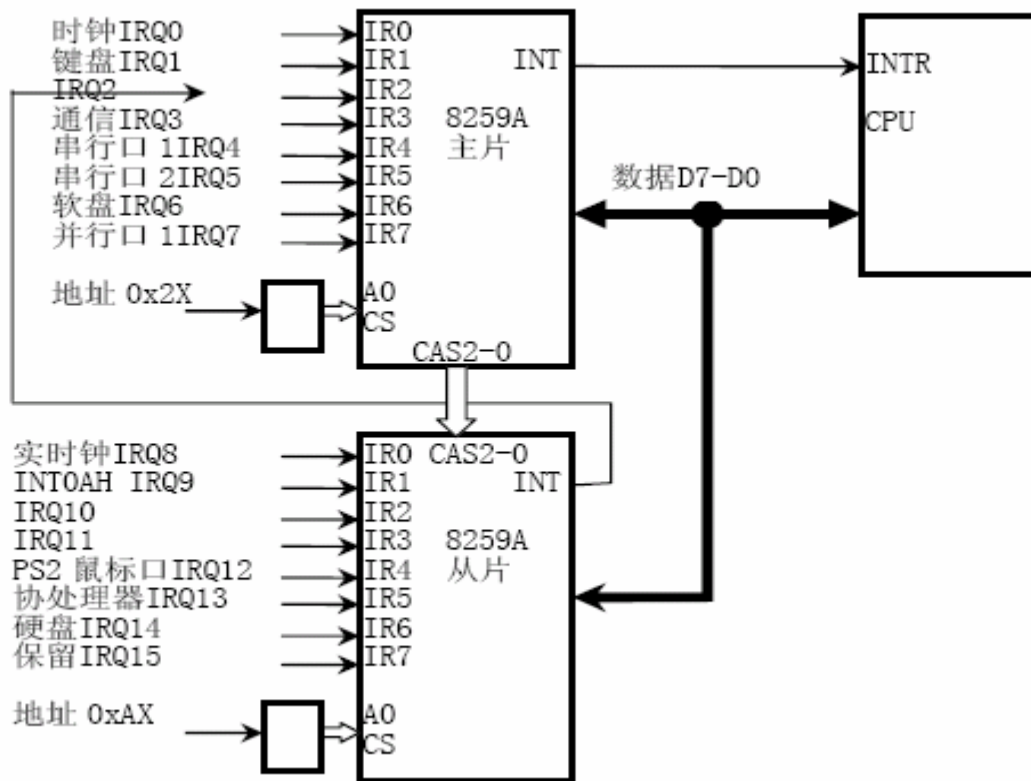 时钟IRQ0
键盘IRQ1
IRQ2
通信IRQ3
串行口 1IRQ4
串行口 2IRQ5
软盘IRQ6
并行口 1IRQ7
地址 0x2X
IR0
IR1
IR2
IR3
IR4
IR5
IR6
IR7
A0
CS
INT
8259A
主片
CAS2-0
INTR
CPU
数据D7-D0
实时钟IRQ8
INT0AH IRQ9
IRQ10
IRQ11
PS2 鼠标口IRQ12
协处理器IRQ13
硬盘IRQ14
保留IRQ15
地址 0xAX
IR0
IR1
IR2
IR3
IR4
IR5
IR6
IR7
A0
CS
CAS2-0
INT
8259A
从片